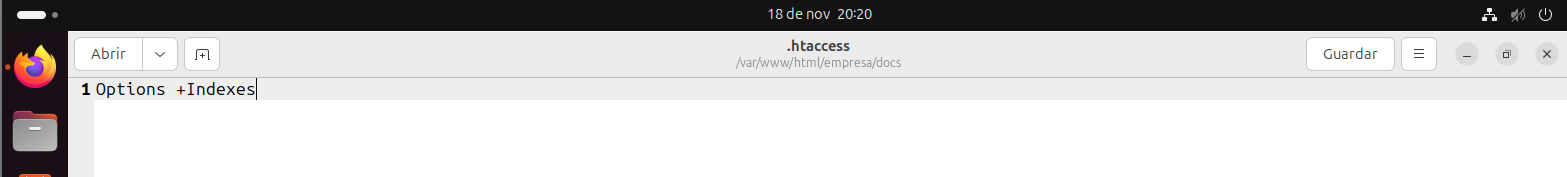 18 de nov 20:20
Abrir
.htaccess
/var/www/html/empresa/docs
Guardar
1 Options +Indexes